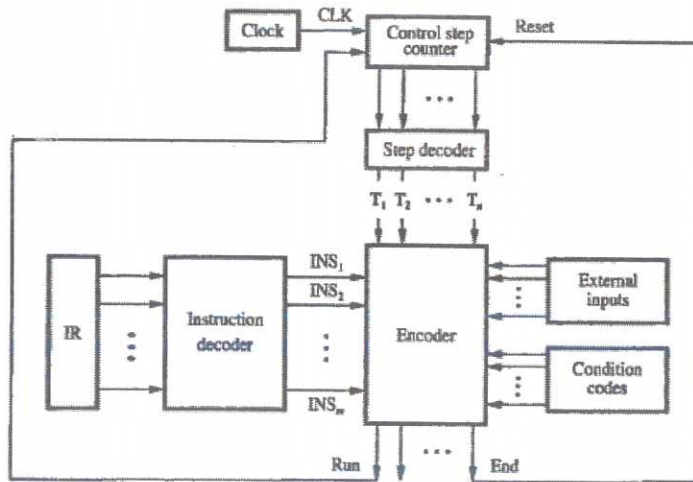 CLK
Clock
Control step
counter
Reset
Step decoder
T₁ T₂ Tₙ
INS₁
INS₂
INSₘ
IR
Instruction
decoder
Encoder
External
inputs
Condition
codes
Run
End